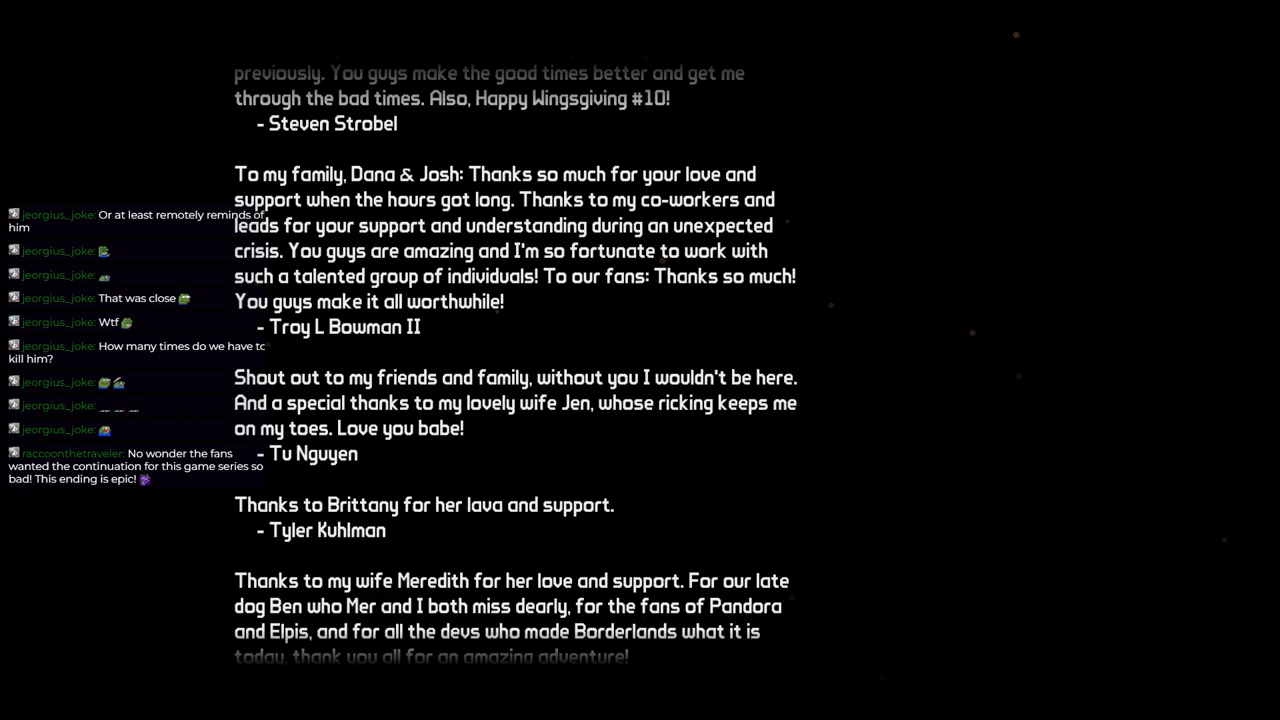 previously. You guys make the good times better and get me
through the bad times. Also, Happy Wingsgiving #10!
- Steven Strobel
To my family, Dana & Josh: Thanks so much for your love and
support when the hours got long. Thanks to my co-workers and
leads for your support and understanding during an unexpected
crisis. You guys are amazing and I'm so fortunate to work with
such a talented group of individuals! To our fans: Thanks so much!
You guys make it all worthwhile!
- Troy L Bowman II
Shout out to my friends and family, without you I wouldn't be here.
And a special thanks to my lovely wife Jen, whose ricking keeps me
on my toes. Love you babe!
- Tu Nguyen
Thanks to Brittany for her lava and support.
- Tyler Kuhlman
Thanks to my wife Meredith for her love and support. For our late
dog Ben who Mer and I both miss dearly, for the fans of Pandora
and Elpis, and for all the devs who made Borderlands what it is
today, thank you all for an amazing adventure!
jeorgius_joke: Or at least remotely reminds of
him
jeorgius_joke:
jeorgius_joke:
jeorgius_joke: That was close
jeorgius_joke: Wtf
jeorgius_joke: How many times do we have to
kill him?
jeorgius_joke:
jeorgius_joke:
jeorgius_joke:
raccoonthetraveler: No wonder the fans
wanted the continuation for this game series so
bad! This ending is epic!